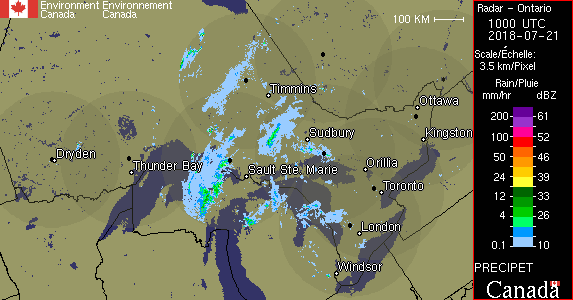 Environment Environnement
Canada Canada
100 KM
Timmins
Ottawa
Sudbury
Kingston
Dryden
Thunder Bay
Sault Ste. Marie
Orillia
Toronto
London
Windsor
Radar - Ontario
1000 UTC
2018-07-21
Scale/Échelle:
3.5 km/Pixel
Rain/Pluie
mm/hr dBZ
200 61
100 52
50 46
24 39
12 33
4 26
0.1 10
PRECIPET
Canada